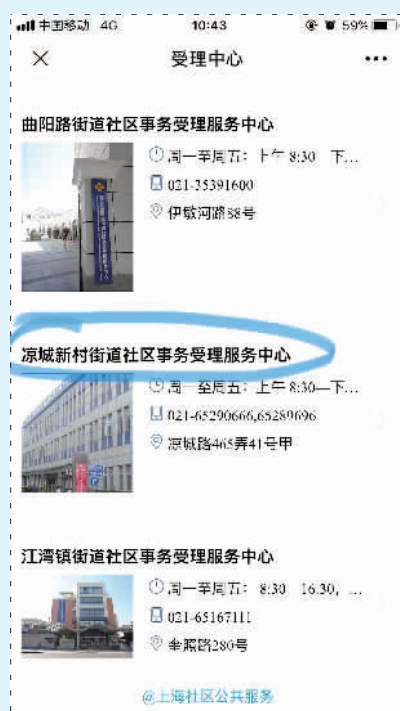 中国移动 4G 10:43 59%
受理中心
曲阳路街道社区事务受理服务中心
周一至周五：上午 8:30 下...
021-35391600
伊敏河路88号
凉城新村街道社区事务受理服务中心
周一至周五：上午 8:30—下...
021-65290666,65289696
凉城路465弄41号甲
江湾镇街道社区事务受理服务中心
周一至周五： 8:30 16:30，...
021-65167111
路280号
@上海社区公共服务